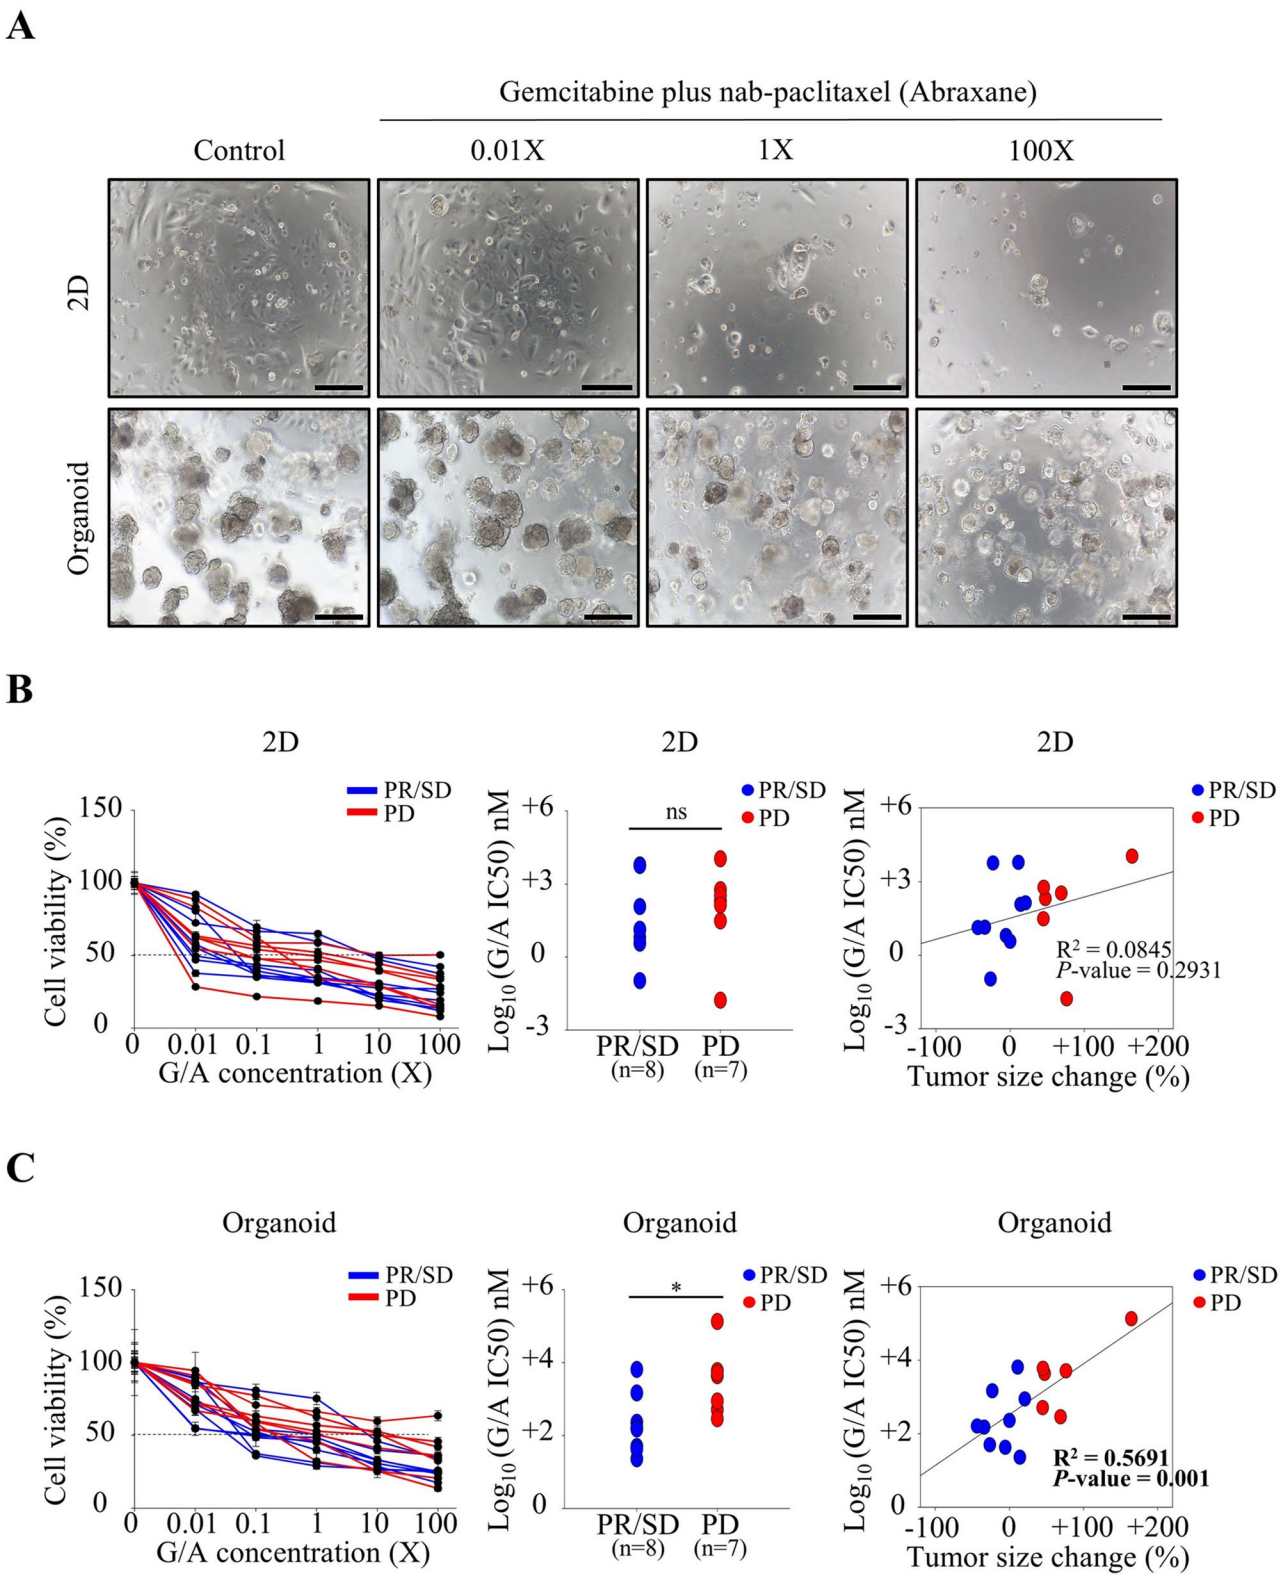 A
Gemcitabine plus nab-paclitaxel (Abraxane)
Control 0.01X 1X 100X
2D
Organoid
B
2D
PR/SD
PD
Cell viability (%)
150
100
50
0
0 0.01 0.1 1 10 100
G/A concentration (X)
2D
PR/SD
PD
ns
Log₁₀ (G/A IC50) nM
+6
+3
0
-3
PR/SD PD
(n=8) (n=7)
2D
PR/SD
PD
Log₁₀ (G/A IC50) nM
+6
+3
0
-3
R² = 0.0845
P-value = 0.2931
-100 0 +100 +200
Tumor size change (%)
C
Organoid
PR/SD
PD
Cell viability (%)
150
100
50
0
0 0.01 0.1 1 10 100
G/A concentration (X)
Organoid
PR/SD
PD
*
Log₁₀ (G/A IC50) nM
+6
+4
+2
0
PR/SD PD
(n=8) (n=7)
Organoid
PR/SD
PD
Log₁₀ (G/A IC50) nM
+6
+4
+2
0
R² = 0.5691
P-value = 0.001
-100 0 +100 +200
Tumor size change (%)